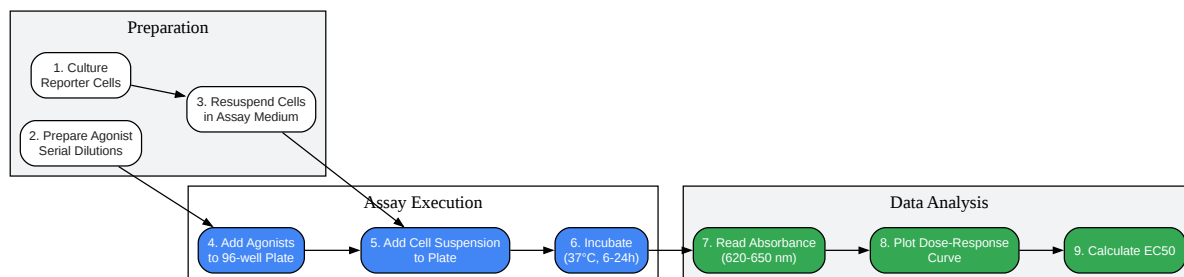 Preparation
1. Culture
Reporter Cells
2. Prepare Agonist
Serial Dilutions
3. Resuspend Cells
in Assay Medium
Assay Execution
4. Add Agonists
to 96-well Plate
5. Add Cell Suspension
to Plate
6. Incubate
(37°C, 6-24h)
Data Analysis
7. Read Absorbance
(620-650 nm)
8. Plot Dose-Response
Curve
9. Calculate EC50